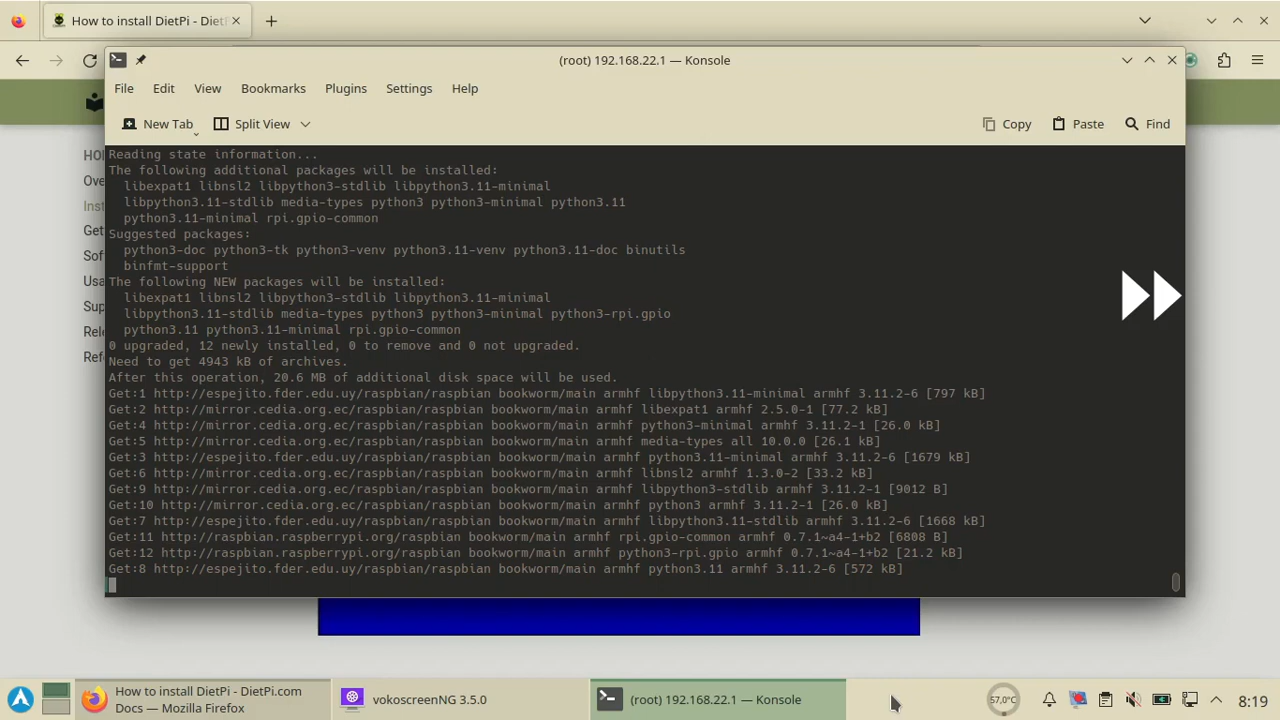 How to install DietPi - DietP
(root) 192.168.22.1 — Konsole
File Edit View Bookmarks Plugins Settings Help
New Tab Split View Copy Paste Find
HO
Ove
Inst
Get
Sof
Usa
Sup
Rel
Ref
Reading state information...
The following additional packages will be installed:
libexpat1 libnsl2 libpython3-stdlib libpython3.11-minimal
libpython3.11-stdlib media-types python3 python3-minimal python3.11
python3.11-minimal rpi.gpio-common
Suggested packages:
python3-doc python3-tk python3-venv python3.11-venv python3.11-doc binutils
binfmt-support
The following NEW packages will be installed:
libexpat1 libnsl2 libpython3-stdlib libpython3.11-minimal
libpython3.11-stdlib media-types python3 python3-minimal python3-rpi.gpio
python3.11 python3.11-minimal rpi.gpio-common
0 upgraded, 12 newly installed, 0 to remove and 0 not upgraded.
Need to get 4943 kB of archives.
After this operation, 20.6 MB of additional disk space will be used.
Get:1 http://espejito.fder.edu.uy/raspbian/raspbian bookworm/main armhf libpython3.11-minimal armhf 3.11.2-6 [797 kB]
Get:2 http://mirror.cedia.org.ec/raspbian/raspbian bookworm/main armhf libexpat1 armhf 2.5.0-1 [77.2 kB]
Get:4 http://mirror.cedia.org.ec/raspbian/raspbian bookworm/main armhf python3-minimal armhf 3.11.2-1 [26.0 kB]
Get:5 http://mirror.cedia.org.ec/raspbian/raspbian bookworm/main armhf media-types all 10.0.0 [26.1 kB]
Get:3 http://espejito.fder.edu.uy/raspbian/raspbian bookworm/main armhf python3.11-minimal armhf 3.11.2-6 [1679 kB]
Get:6 http://mirror.cedia.org.ec/raspbian/raspbian bookworm/main armhf libnsl2 armhf 1.3.0-2 [33.2 kB]
Get:9 http://mirror.cedia.org.ec/raspbian/raspbian bookworm/main armhf libpython3-stdlib armhf 3.11.2-1 [9012 B]
Get:10 http://mirror.cedia.org.ec/raspbian/raspbian bookworm/main armhf python3 armhf 3.11.2-1 [26.0 kB]
Get:7 http://espejito.fder.edu.uy/raspbian/raspbian bookworm/main armhf libpython3.11-stdlib armhf 3.11.2-6 [1668 kB]
Get:11 http://raspbian.raspberrypi.org/raspbian bookworm/main armhf rpi.gpio-common armhf 0.7.1~a4-1+b2 [6808 B]
Get:12 http://raspbian.raspberrypi.org/raspbian bookworm/main armhf python3-rpi.gpio armhf 0.7.1~a4-1+b2 [21.2 kB]
Get:8 http://espejito.fder.edu.uy/raspbian/raspbian bookworm/main armhf python3.11 armhf 3.11.2-6 [572 kB]
How to install DietPi - DietPi.com
Docs — Mozilla Firefox
vokoscreenNG 3.5.0
(root) 192.168.22.1 — Konsole
57,0°C
8:19